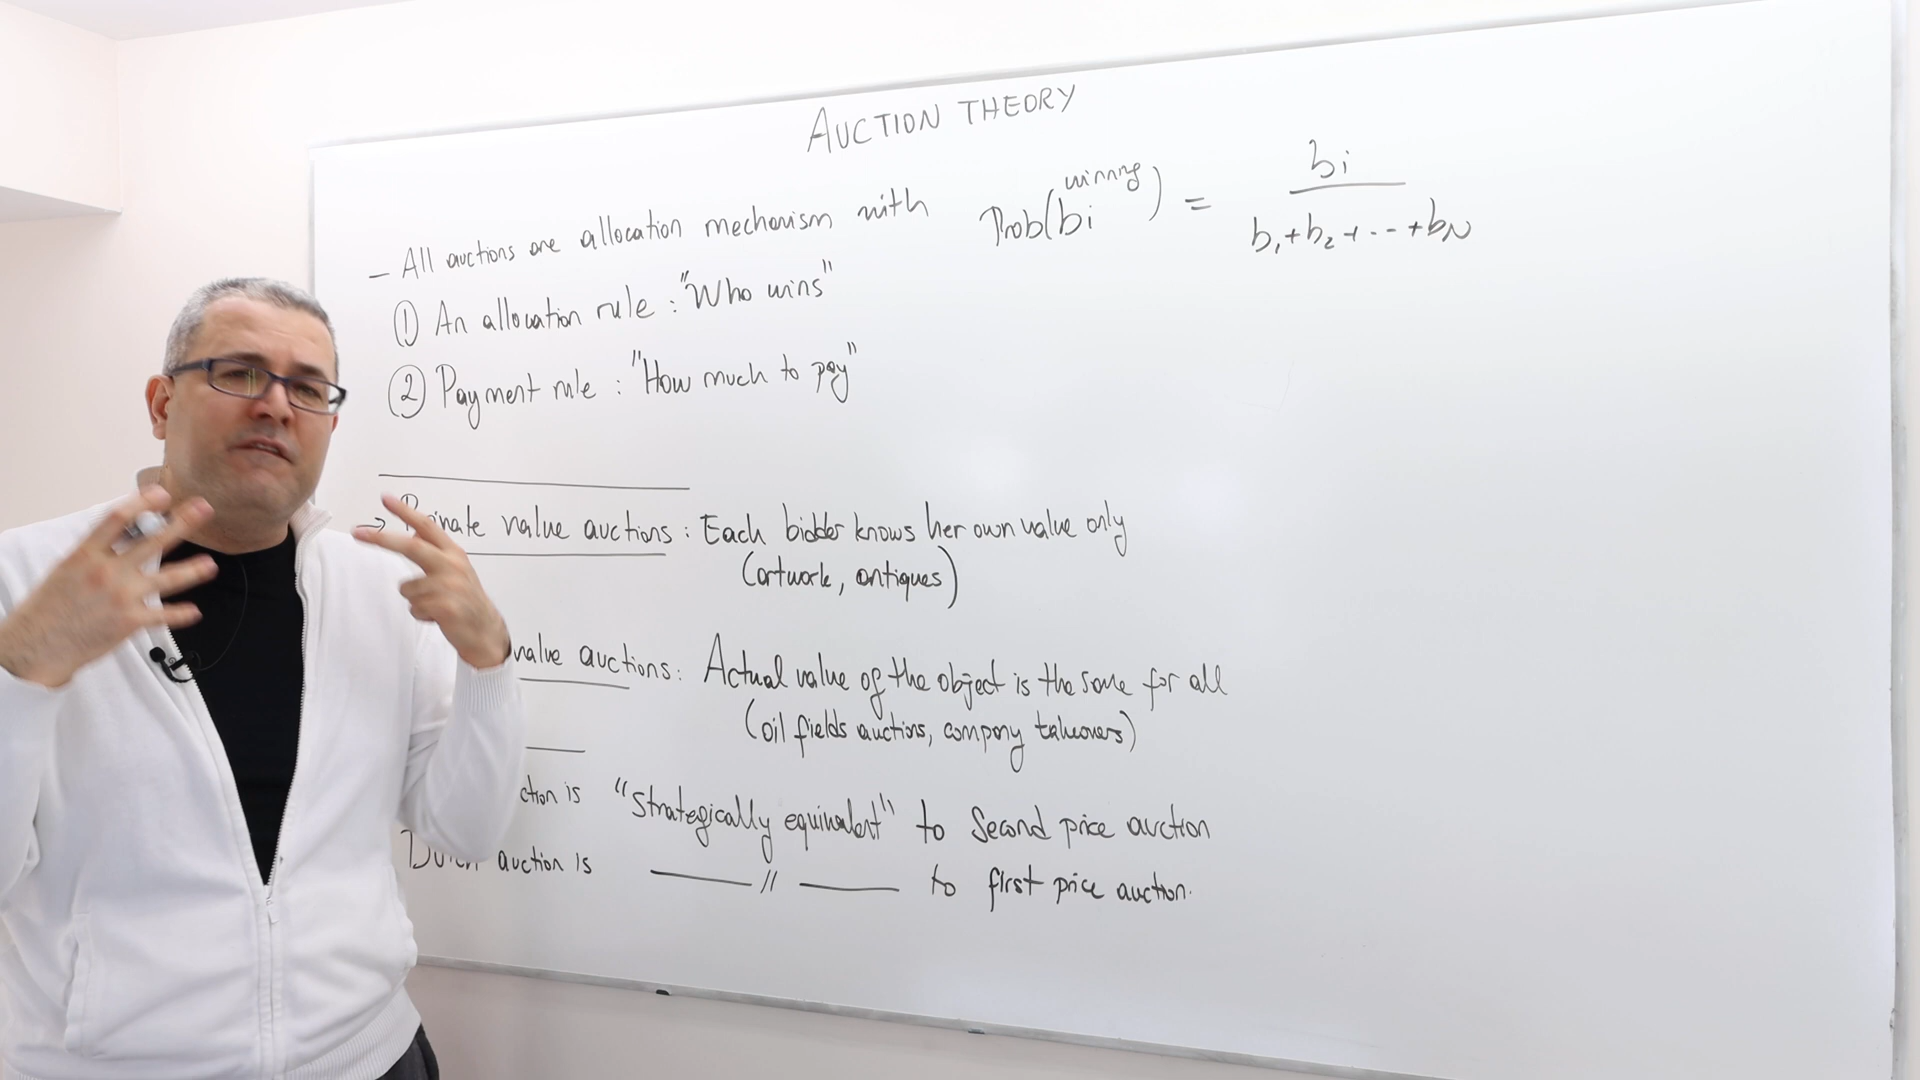 AUCTION THEORY
– All auctions are allocation mechanism with
Prob(bi winning) = bi / b1+b2+...+bN
① An allocation rule : "Who wins"
② Payment rule : "How much to pay"
→ Private value auctions : Each bidder knows her own value only
(artwork, antiques)
value auctions : Actual value of the object is the same for all
(oil fields auctions, company takeovers)
ction is "strategically equivalent" to Second price auction
Dutch auction is —— // —— to first price auction.